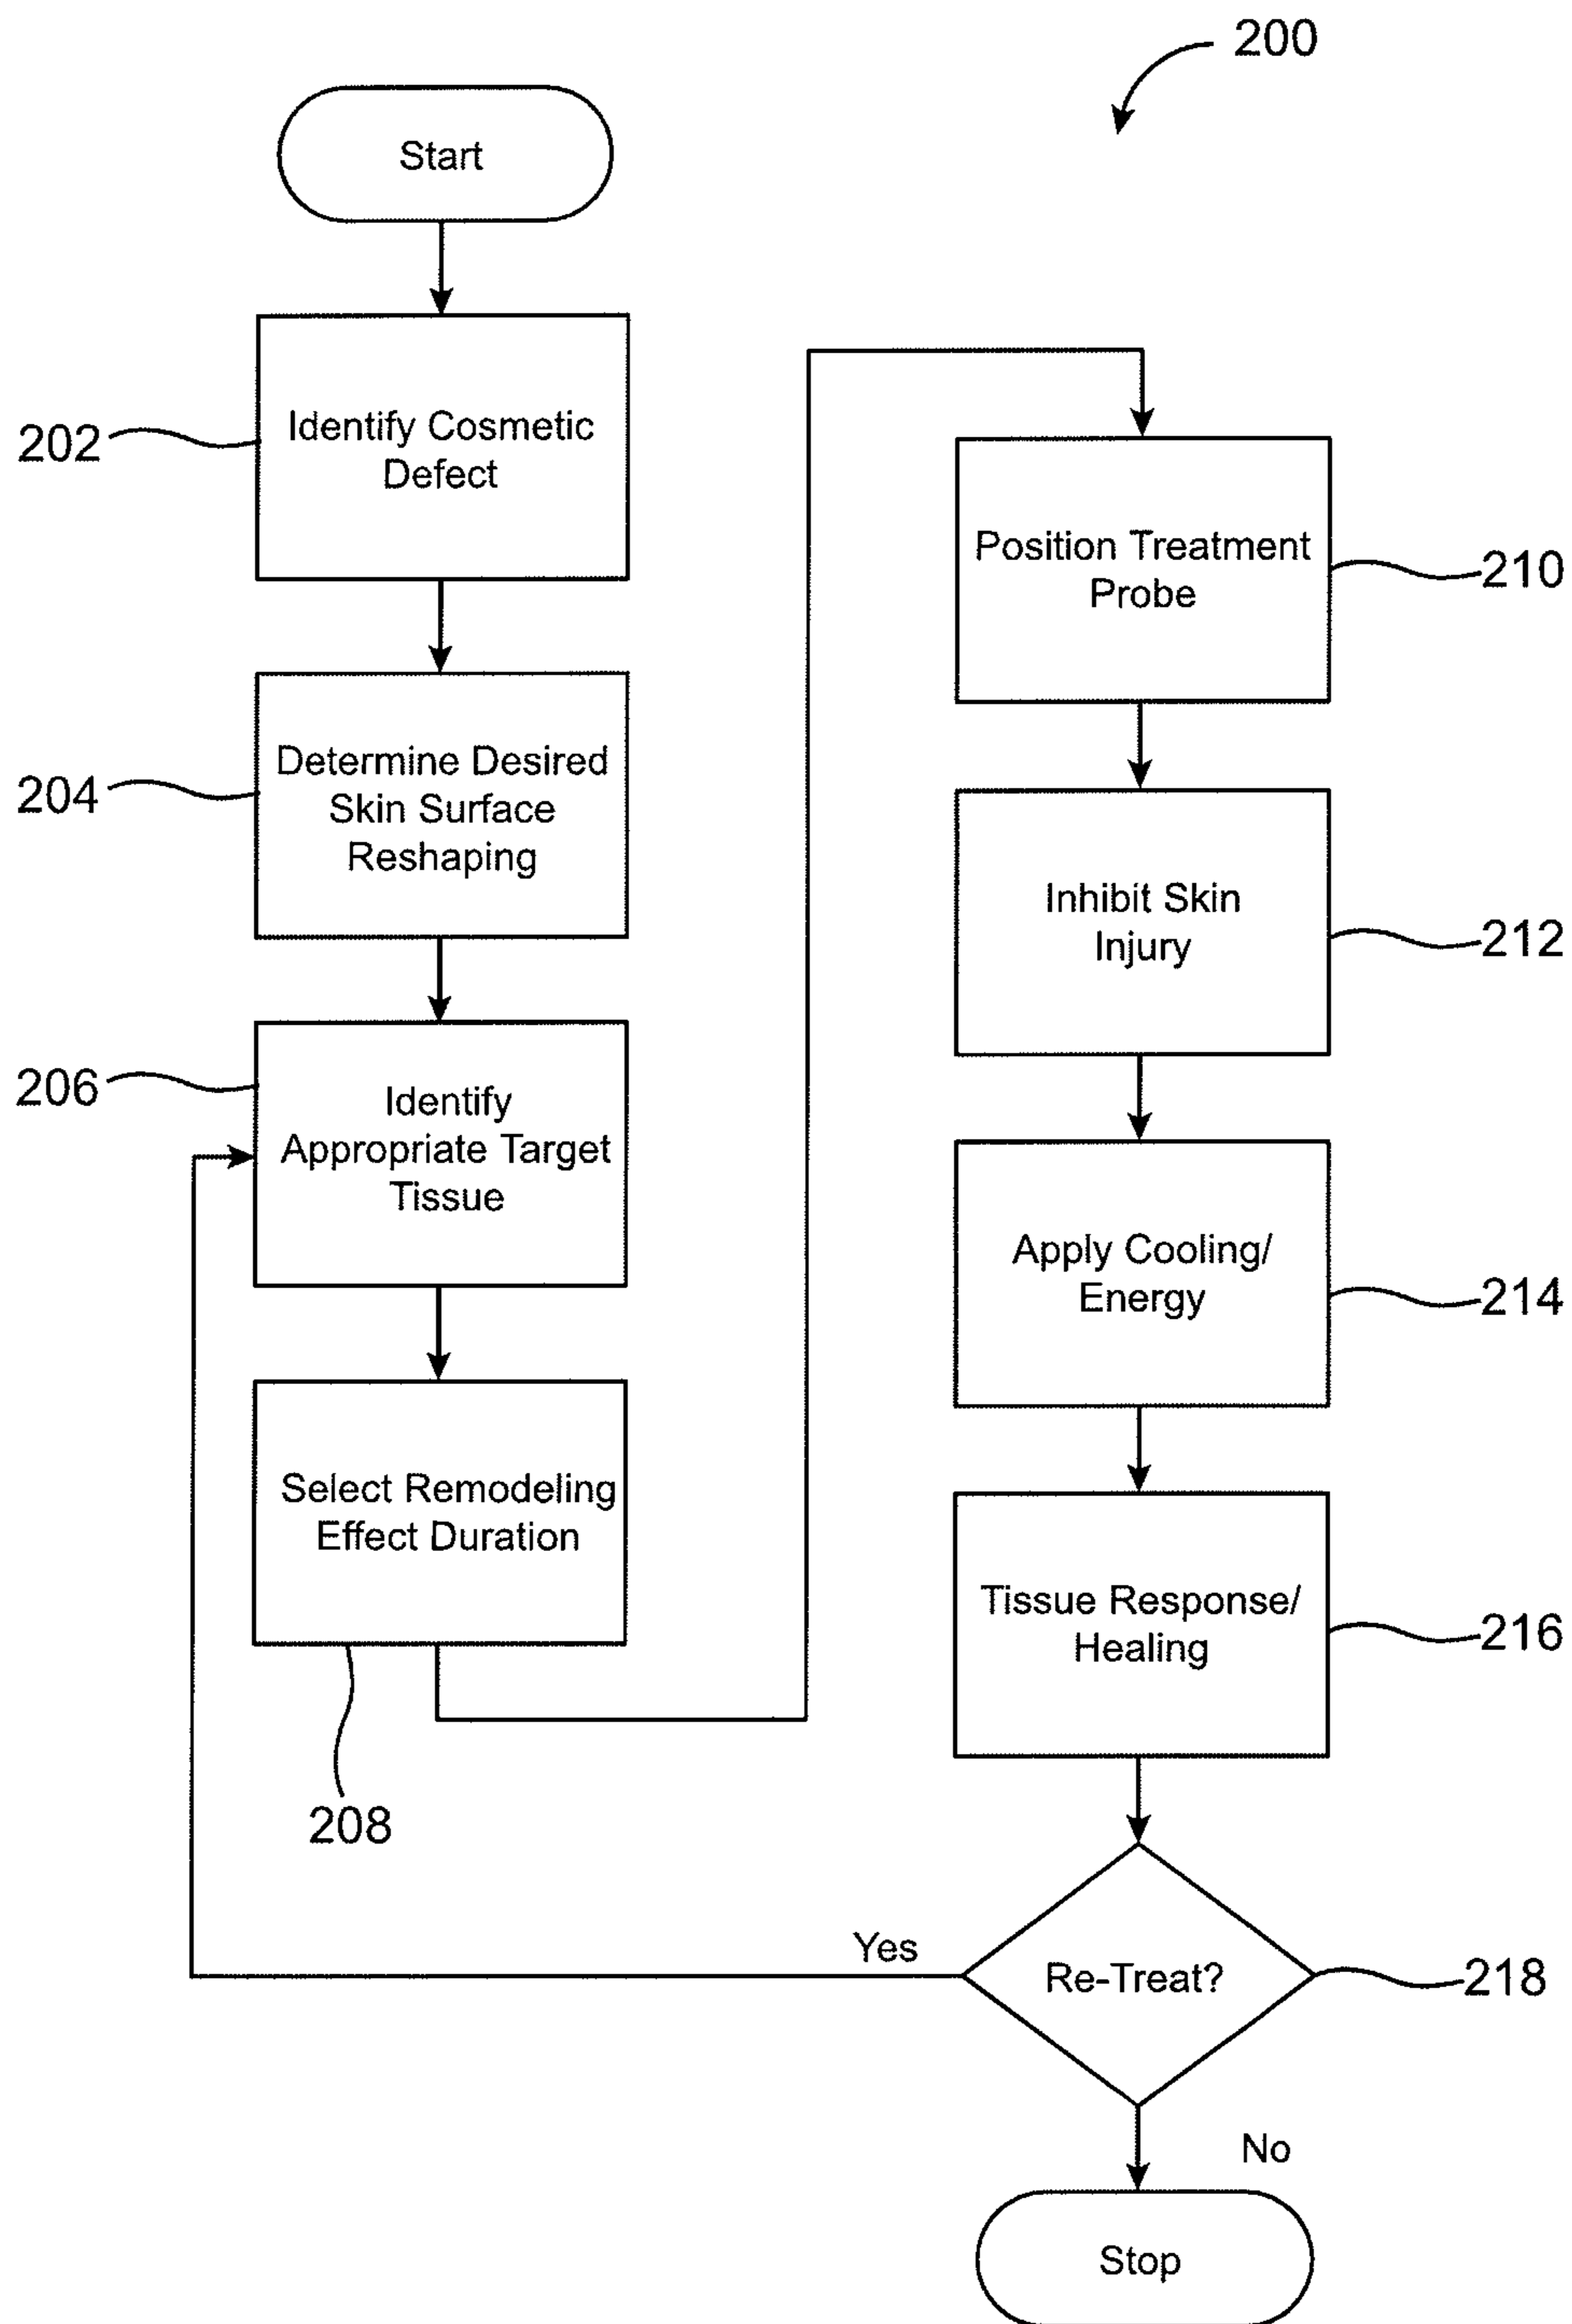 200
Start
202
Identify Cosmetic
Defect
204
Determine Desired
Skin Surface
Reshaping
206
Identify
Appropriate Target
Tissue
Select Remodeling
Effect Duration
208
Position Treatment
Probe
210
Inhibit Skin
Injury
212
Apply Cooling/
Energy
214
Tissue Response/
Healing
216
Yes
Re-Treat?
218
No
Stop